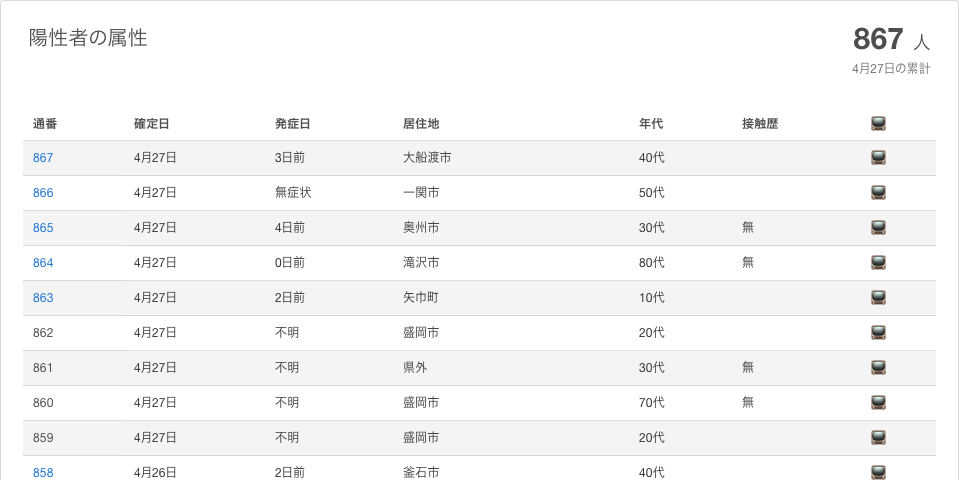 陽性者の属性
867 人
4月27日の累計
通番 確定日 発症日 居住地 年代 接触歴
867 4月27日 3日前 大船渡市 40代
866 4月27日 無症状 一関市 50代
865 4月27日 4日前 奥州市 30代 無
864 4月27日 0日前 滝沢市 80代 無
863 4月27日 2日前 矢巾町 10代
862 4月27日 不明 盛岡市 20代
861 4月27日 不明 県外 30代 無
860 4月27日 不明 盛岡市 70代 無
859 4月27日 不明 盛岡市 20代
858 4月26日 2日前 釜石市 40代